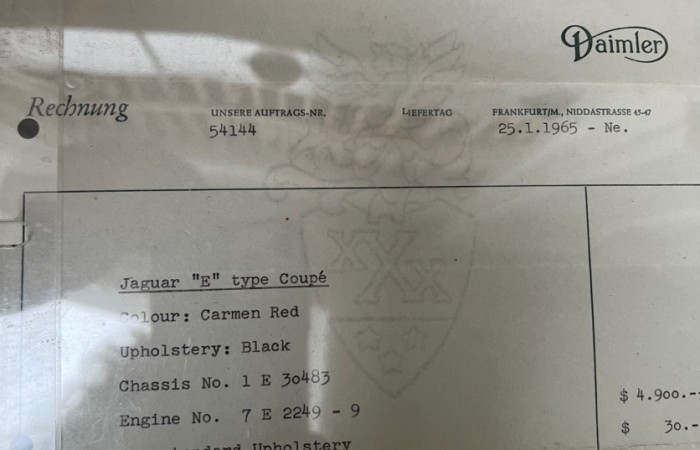 Daimler
Rechnung
UNSERE AUFTRAGS-NR. LIEFERTAG FRANKFURT/M., NIDDASTRASSE 45-47
54144 25.1.1965 - Ne.
XXX
Jaguar "E" type Coupé
Colour: Carmen Red
Upholstery: Black
Chassis No. 1 E 30483
$ 4.900.-
Engine No. 7 E 2249 - 9
$ 30.-
Upholstery